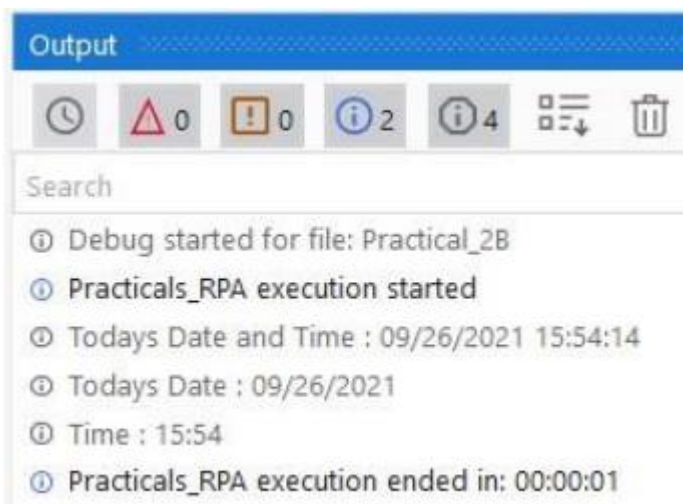 Output
0 0 2 4
Search
Debug started for file: Practical_2B
Practicals_RPA execution started
Todays Date and Time : 09/26/2021 15:54:14
Todays Date : 09/26/2021
Time : 15:54
Practicals_RPA execution ended in: 00:00:01